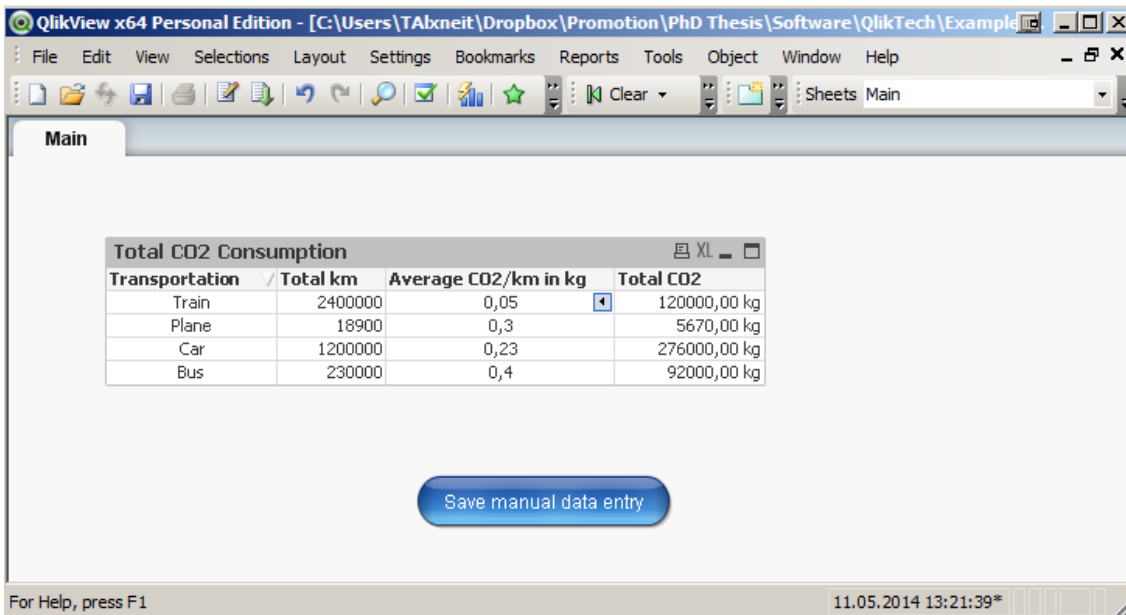 QlikView x64 Personal Edition - [C:\Users\TAlxneit\Dropbox\Promotion\PhD Thesis\Software\QlikTech\Example
File Edit View Selections Layout Settings Bookmarks Reports Tools Object Window Help
Clear Sheets Main
Main
Total CO2 Consumption XL
Transportation Total km Average CO2/km in kg Total CO2
Train 2400000 0,05 120000,00 kg
Plane 18900 0,3 5670,00 kg
Car 1200000 0,23 276000,00 kg
Bus 230000 0,4 92000,00 kg
Save manual data entry
For Help, press F1 11.05.2014 13:21:39*